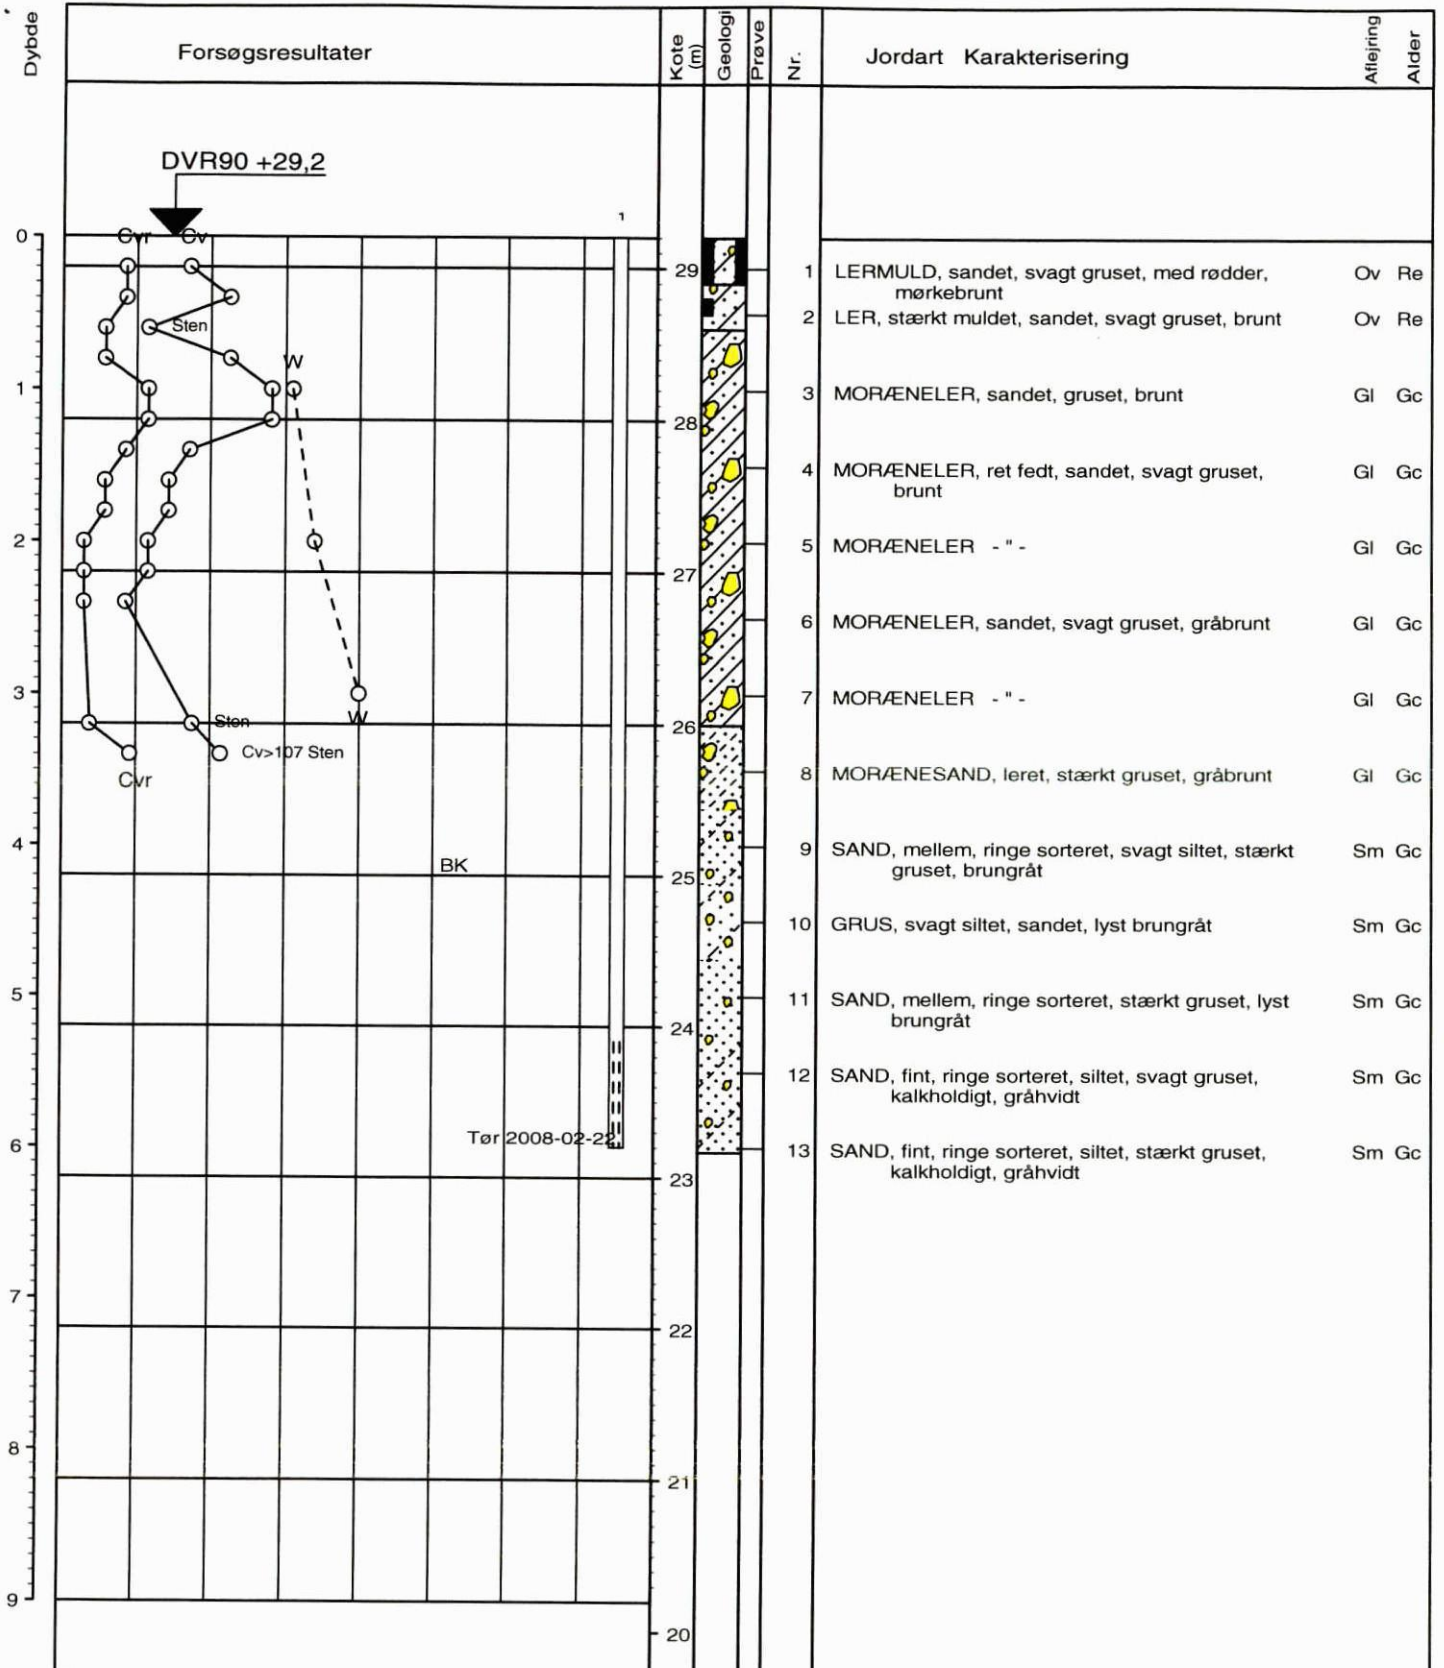 Dybde
Forsøgsresultater
Kote (m)
Geologi
Prøve
Nr.
Jordart Karakterisering
Aflejring
Alder
DVR90 +29,2
1
0
Cvr
Cv
29
1 LERMULD, sandet, svagt gruset, med rødder, Ov Re
mørkebrunt
Sten
2 LER, stærkt muldet, sandet, svagt gruset, brunt Ov Re
W
1
3 MORÆNELER, sandet, gruset, brunt Gl Gc
28
4 MORÆNELER, ret fedt, sandet, svagt gruset, Gl Gc
brunt
2
5 MORÆNELER - " - Gl Gc
27
6 MORÆNELER, sandet, svagt gruset, gråbrunt Gl Gc
3
7 MORÆNELER - " - Gl Gc
W
Sten
26
Cv>107 Sten
Cvr
8 MORÆNESAND, leret, stærkt gruset, gråbrunt Gl Gc
4
9 SAND, mellem, ringe sorteret, svagt siltet, stærkt Sm Gc
gruset, brungråt
BK
25
10 GRUS, svagt siltet, sandet, lyst brungråt Sm Gc
5
11 SAND, mellem, ringe sorteret, stærkt gruset, lyst Sm Gc
brungråt
24
12 SAND, fint, ringe sorteret, siltet, svagt gruset, Sm Gc
kalkholdigt, gråhvidt
6
Tør 2008-02-22
13 SAND, fint, ringe sorteret, siltet, stærkt gruset, Sm Gc
kalkholdigt, gråhvidt
23
7
22
8
21
9
20